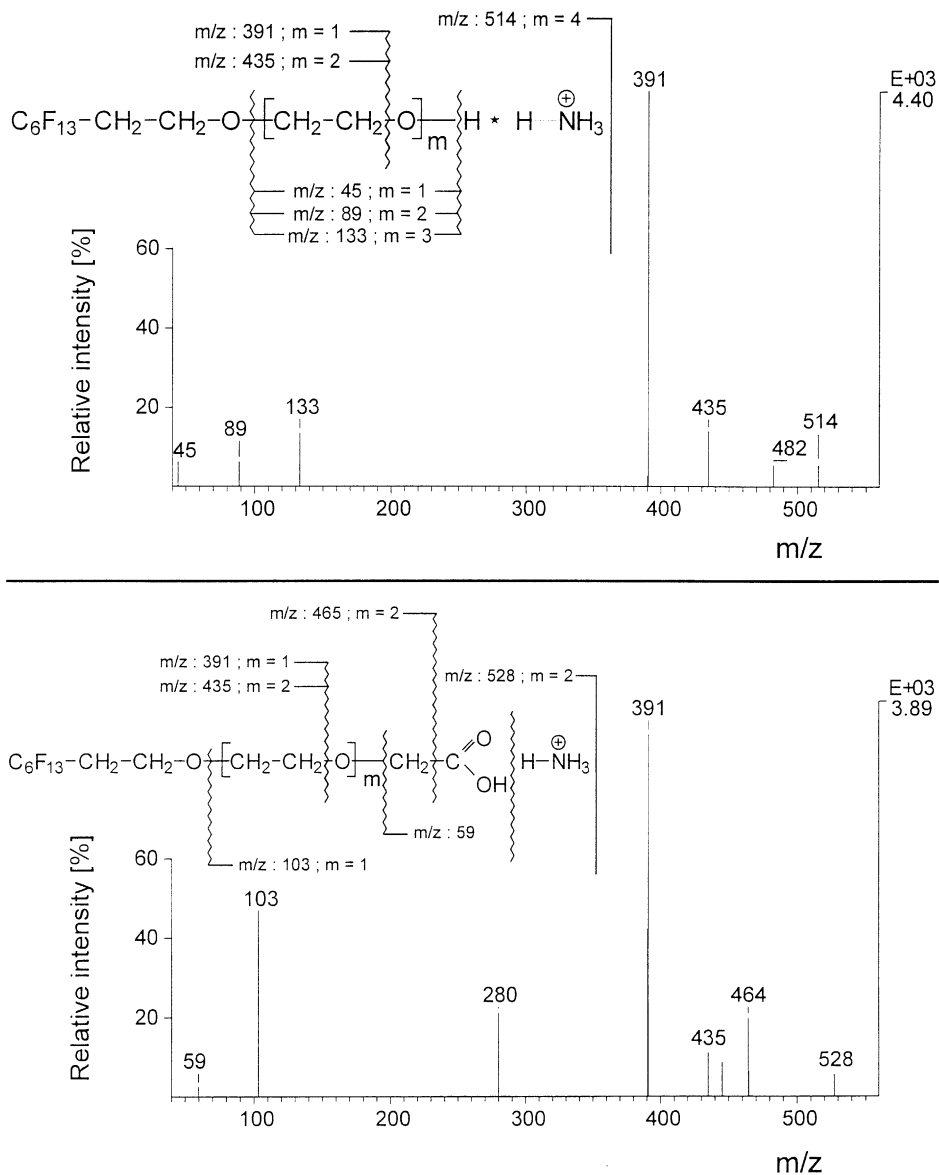 m/z : 514 ; m = 4
m/z : 391 ; m = 1
m/z : 435 ; m = 2
C6F13−CH2−CH2−O−[CH2−CH2−O]m−H * H ⊕NH3
m/z : 45 ; m = 1
m/z : 89 ; m = 2
m/z : 133 ; m = 3
391
E+03
4.40
Relative intensity [%]
60
40
20
45
89
133
435
482
514
100
200
300
400
500
m/z
m/z : 465 ; m = 2
m/z : 391 ; m = 1
m/z : 435 ; m = 2
m/z : 528 ; m = 2
C6F13−CH2−CH2−O−[CH2−CH2−O]m−CH2−C O OH H−⊕NH3
m/z : 59
m/z : 103 ; m = 1
391
E+03
3.89
Relative intensity [%]
60
40
20
59
103
280
435
464
528
100
200
300
400
500
m/z